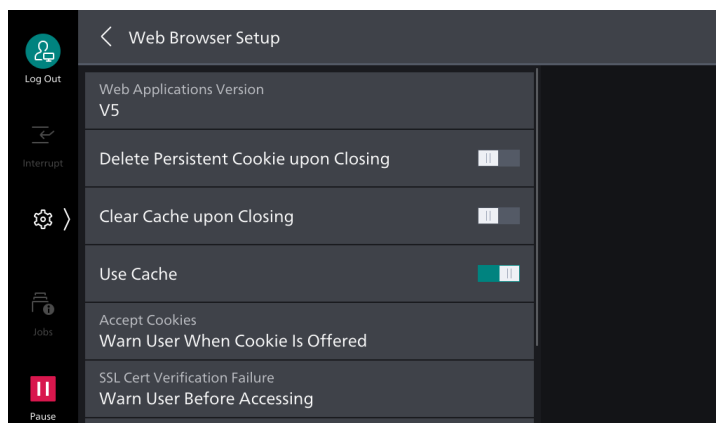 Web Browser Setup
Log Out
Interrupt
Jobs
Pause
Web Applications Version
V5
Delete Persistent Cookie upon Closing
Clear Cache upon Closing
Use Cache
Accept Cookies
Warn User When Cookie Is Offered
SSL Cert Verification Failure
Warn User Before Accessing